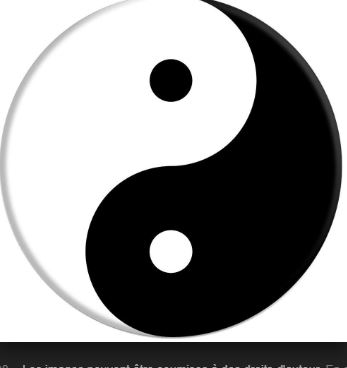 Les images peuvent être soumises à des droits d'auteur.